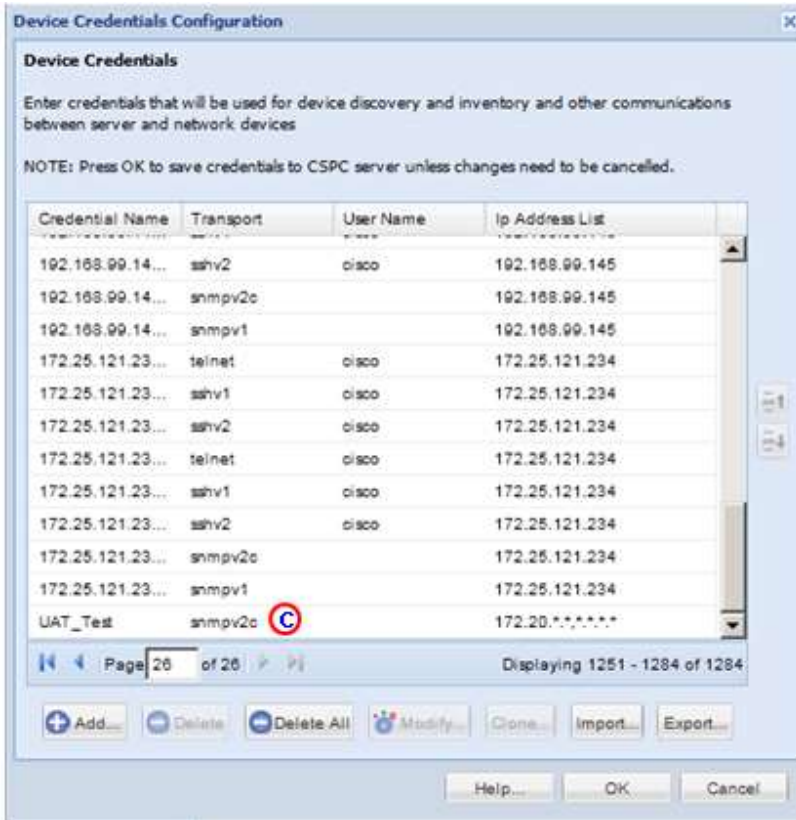 Device Credentials Configuration
Device Credentials
Enter credentials that will be used for device discovery and inventory and other communications
between server and network devices
NOTE: Press OK to save credentials to CSPC server unless changes need to be cancelled.
Credential Name Transport User Name Ip Address List
192.168.99.14... sshv2 cisco 192.168.99.145
192.168.99.14... snmpv2c 192.168.99.145
192.168.99.14... snmpv1 192.168.99.145
172.25.121.23... telnet cisco 172.25.121.234
172.25.121.23... sshv1 cisco 172.25.121.234
172.25.121.23... sshv2 cisco 172.25.121.234
172.25.121.23... telnet cisco 172.25.121.234
172.25.121.23... sshv1 cisco 172.25.121.234
172.25.121.23... sshv2 cisco 172.25.121.234
172.25.121.23... snmpv2c 172.25.121.234
172.25.121.23... snmpv1 172.25.121.234
UAT_Test snmpv2c C 172.20.*.*,*.*.*.*
Page 26 of 26 Displaying 1251 - 1284 of 1284
Add... Delete Delete All Modify... Clone... Import... Export...
Help... OK Cancel